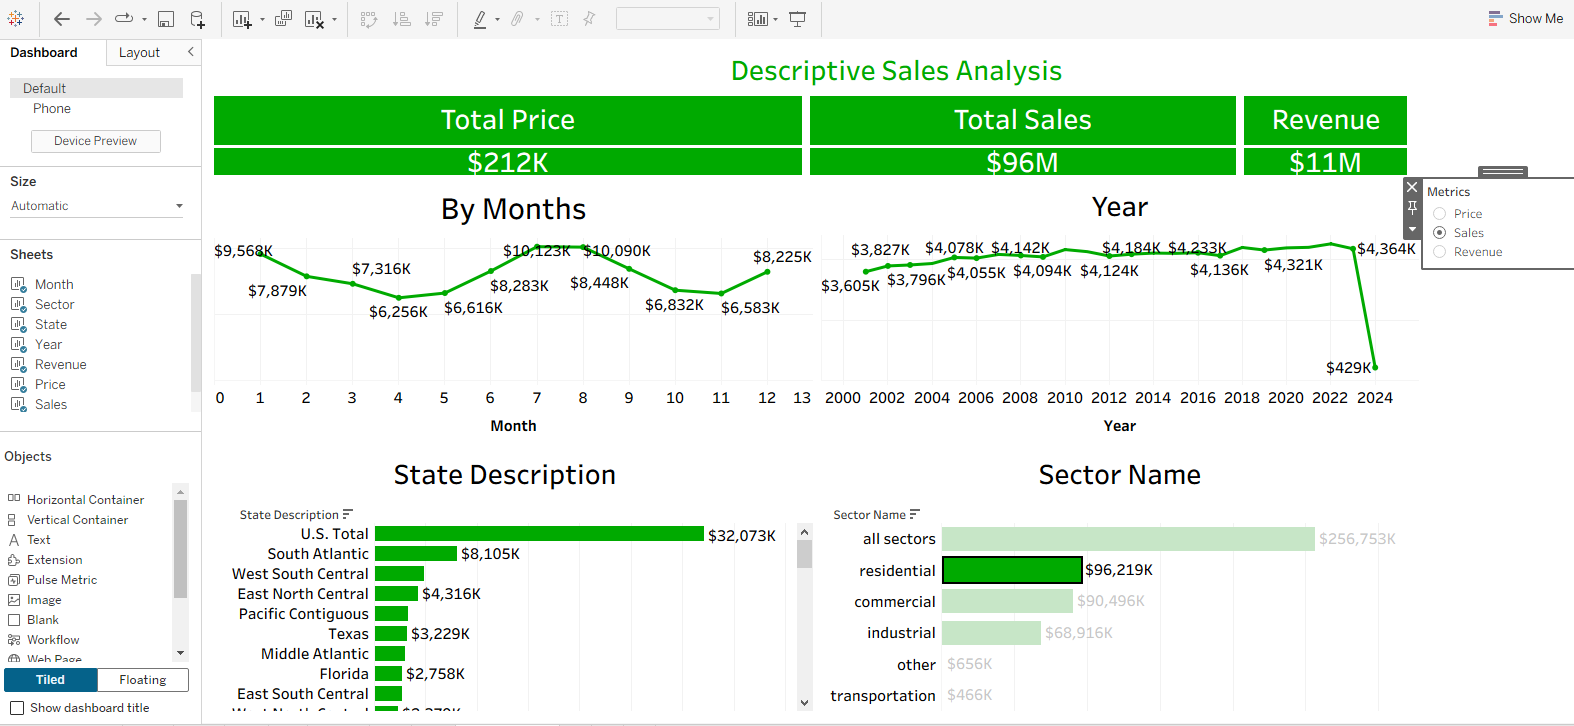 Show Me
Dashboard
Layout
Default
Phone
Device Preview
Size
Automatic
Sheets
Month
Sector
State
Year
Revenue
Price
Sales
Objects
Horizontal Container
Vertical Container
Text
Extension
Pulse Metric
Image
Blank
Workflow
Web Page
Tiled
Floating
Show dashboard title
Descriptive Sales Analysis
Total Price
Total Sales
Revenue
$212K
$96M
$11M
Metrics
Price
Sales
Revenue
By Months
$9,568K
$7,879K
$7,316K
$6,256K
$6,616K
$8,283K
$10,123K
$10,090K
$8,448K
$6,832K
$6,583K
$8,225K
0 1 2 3 4 5 6 7 8 9 10 11 12 13
Month
Year
$3,605K
$3,827K
$3,796K
$4,078K
$4,055K
$4,142K
$4,094K
$4,184K
$4,124K
$4,233K
$4,136K
$4,321K
$4,364K
$429K
2000 2002 2004 2006 2008 2010 2012 2014 2016 2018 2020 2022 2024
Year
State Description
State Description
U.S. Total $32,073K
South Atlantic $8,105K
West South Central
East North Central $4,316K
Pacific Contiguous
Texas $3,229K
Middle Atlantic
Florida $2,758K
East South Central
Sector Name
Sector Name
all sectors $256,753K
residential $96,219K
commercial $90,496K
industrial $68,916K
other $656K
transportation $466K